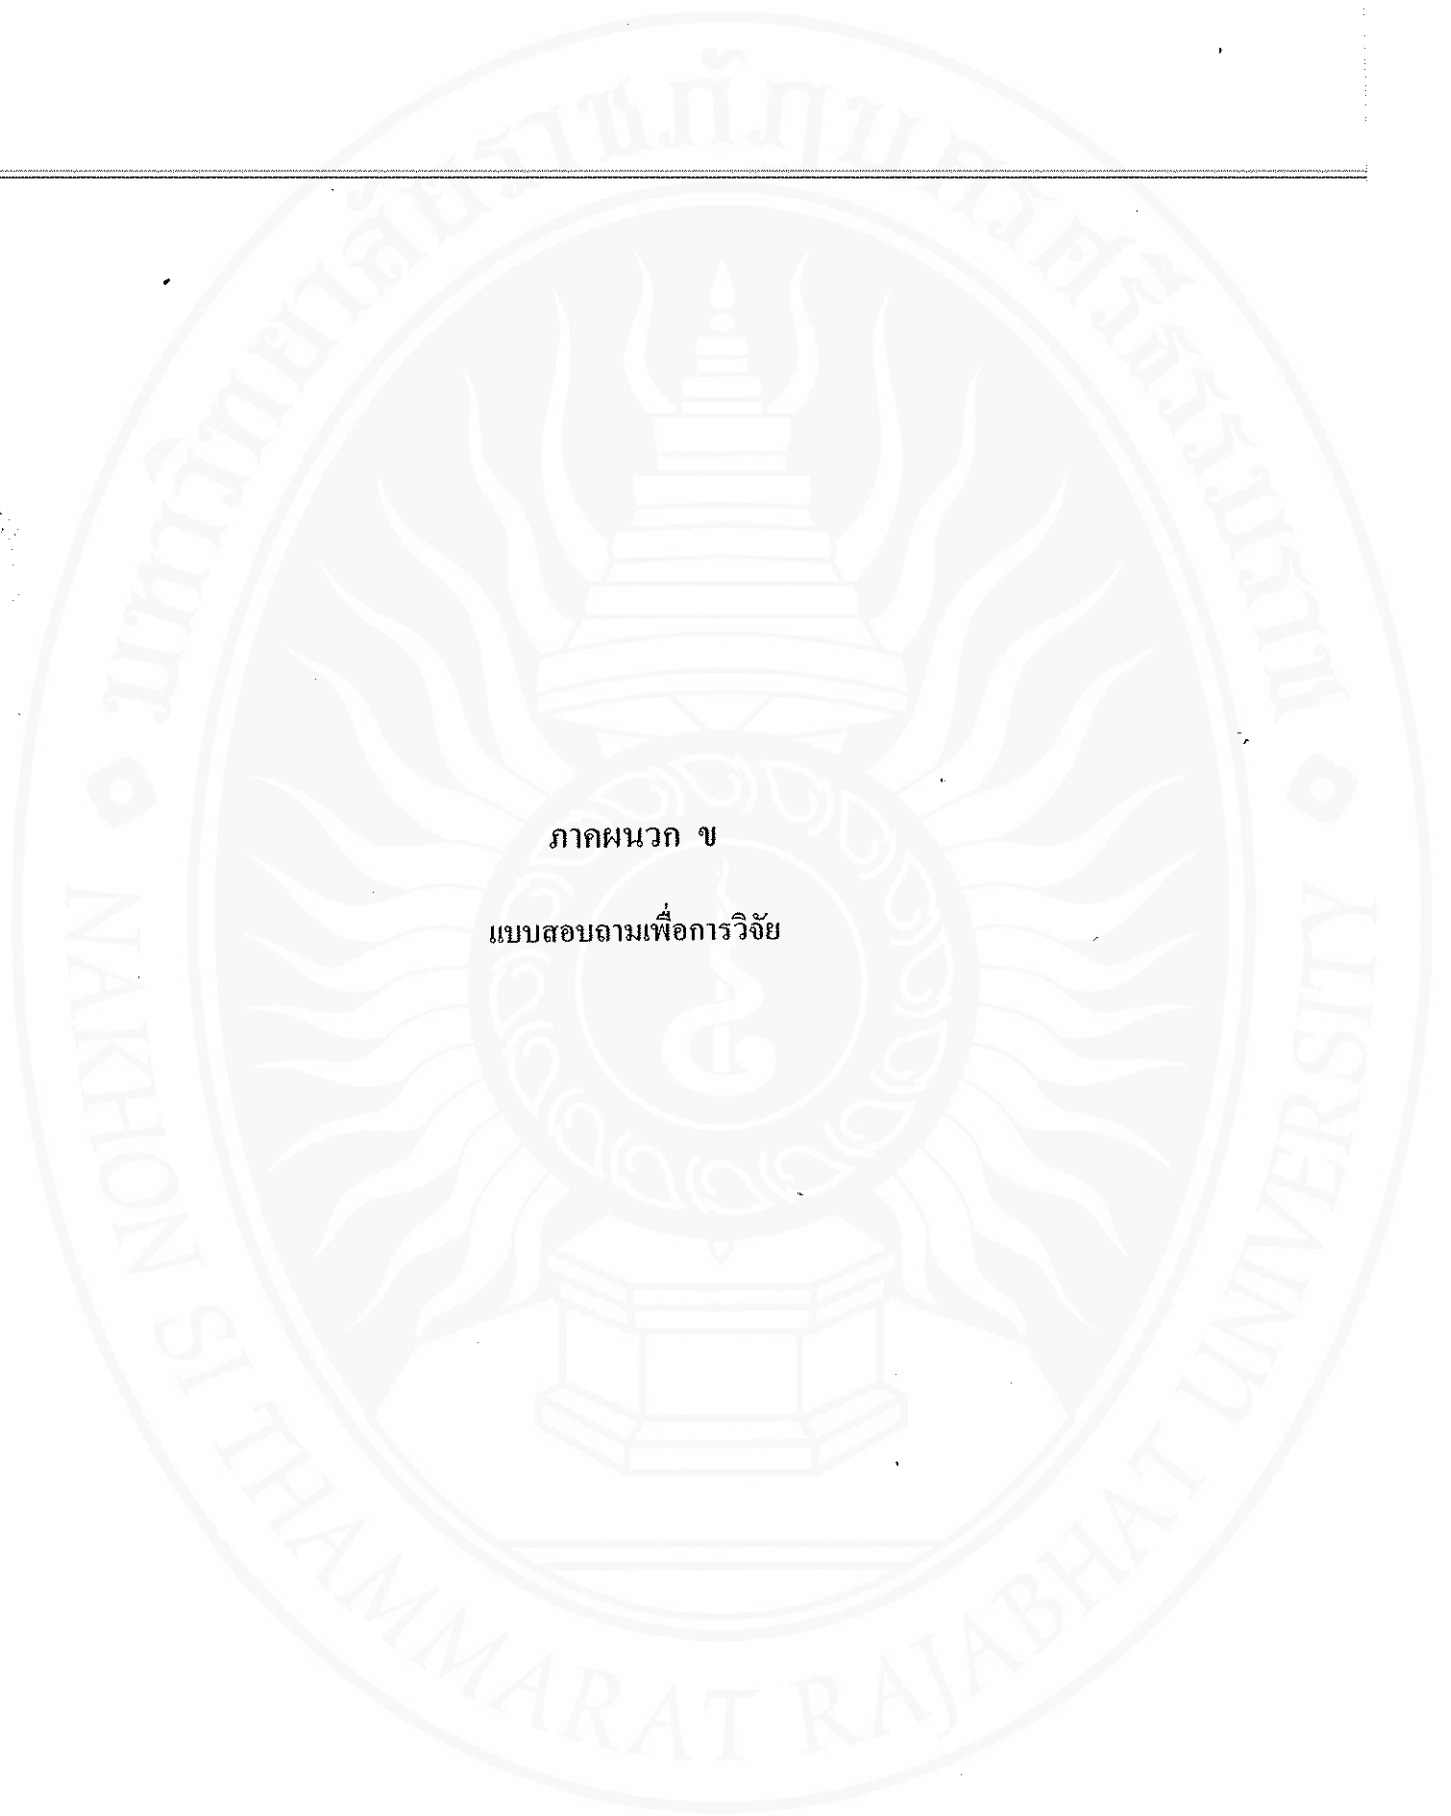 มหาวิทยาลัยราชภัฏนครศรีธรรมราช
ภาคผนวก ข
แบบสอบถามเพื่อการวิจัย
NAKHON SI THAMMARAT RAJABHAT UNIVERSITY